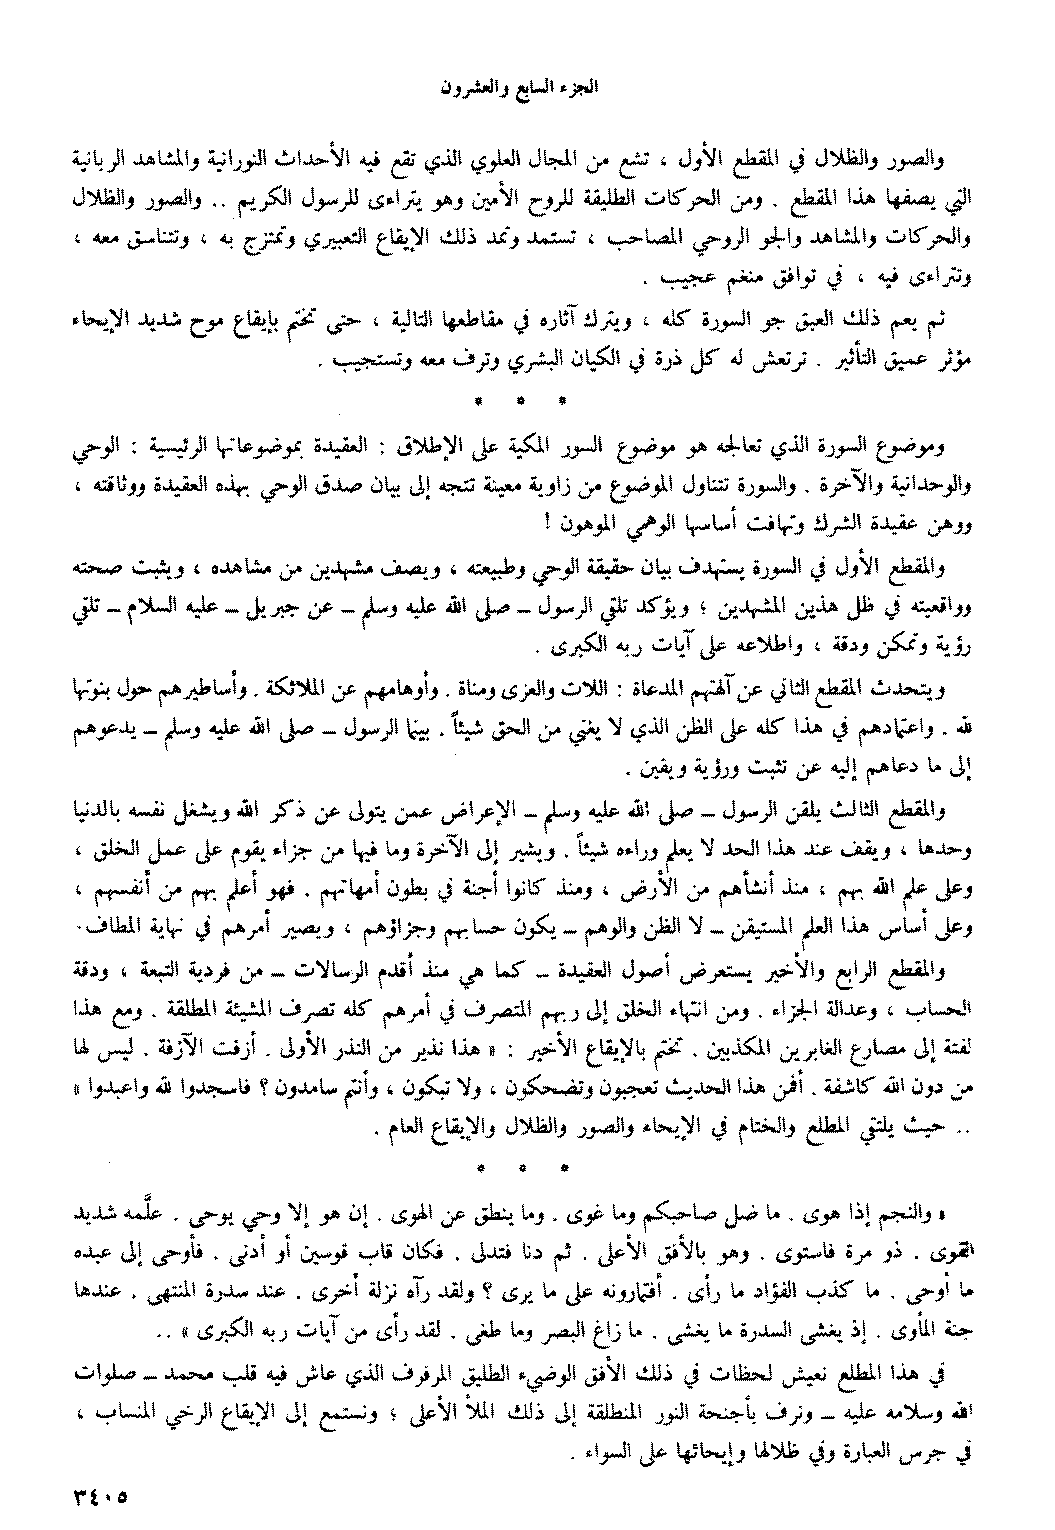 الجزء السابع والعشرون
والصور والظلال في المقطع الأول ، تشع من المجال العلوي الذي تقع فيه الأحداث النورانية والمشاهد الربانية
التي يصفها هذا المقطع . ومن الحركات الطليقة للروح الأمين وهو يتراءى للرسول الكريم .. والصور والظلال
والحركات والمشاهد والجو الروحي المصاحب ، تستمد وتمد ذلك الإيقاع التعبيري وتمتزج به ، وتتناسق معه ،
وتتراءى فيه ، في توافق منغم عجيب .
ثم يعم ذلك العبق جو السورة كله ، ويترك آثاره في مقاطعها التالية ، حتى تختم بإيقاع موح شديد الإيحاء
مؤثر عميق التأثير . ترتعش له كل ذرة في الكيان البشري وترف معه وتستجيب .
* * *
وموضوع السورة الذي تعالجه هو موضوع السور المكية على الإطلاق : العقيدة بموضوعاتها الرئيسية : الوحي
والوحدانية والآخرة . والسورة تتناول الموضوع من زاوية معينة تتجه إلى بيان صدق الوحي بهذه العقيدة ووثاقته ،
ووهن عقيدة الشرك وتهافت أساسها الوهمي الموهون !
والمقطع الأول في السورة يستهدف بيان حقيقة الوحي وطبيعته ، ويصف مشهدين من مشاهده ، ويثبت صحته
وواقعيته في ظل هذين المشهدين ؛ ويؤكد تلقي الرسول – صلى الله عليه وسلم – عن جبريل – عليه السلام – تلقي
رؤية وتمكن ودقة ، واطلاعه على آيات ربه الكبرى .
ويتحدث المقطع الثاني عن آلهتهم المدعاة : اللات والعزى ومناة . وأوهامهم عن الملائكة . وأساطيرهم حول بنوتها
لله . واعتمادهم في هذا كله على الظن الذي لا يغني من الحق شيئاً . بينما الرسول – صلى الله عليه وسلم – يدعوهم
إلى ما دعاهم إليه عن تثبت ورؤية ويقين .
والمقطع الثالث يلقن الرسول – صلى الله عليه وسلم – الإعراض عمن يتولى عن ذكر الله ويشغل نفسه بالدنيا
وحدها ، ويقف عند هذا الحد لا يعلم وراءه شيئاً . ويشير إلى الآخرة وما فيها من جزاء يقوم على عمل الخلق ،
وعلى علم الله بهم ، منذ أنشأهم من الأرض ، ومنذ كانوا أجنة في بطون أمهاتهم . فهو أعلم بهم من أنفسهم ،
وعلى أساس هذا العلم المستيقن – لا الظن والوهم – يكون حسابهم وجزاؤهم ، ويصير أمرهم في نهاية المطاف .
والمقطع الرابع والأخير يستعرض أصول العقيدة – كما هي منذ أقدم الرسالات – من فردية التبعة ، ودقة
الحساب ، وعدالة الجزاء . ومن انتهاء الخلق إلى ربهم المتصرف في أمرهم كله تصرف المشيئة المطلقة . ومع هذا
لفتة إلى مصارع الغابرين المكذبين . تختم بالإيقاع الأخير : « هذا نذير من النذر الأولى . أزفت الآزفة . ليس لها
من دون الله كاشفة . أفمن هذا الحديث تعجبون وتضحكون ، ولا تبكون ، وأنتم سامدون ؟ فاسجدوا لله واعبدوا »
.. حيث يلتقي المطلع والختام في الإيحاء والصور والظلال والإيقاع العام .
* * *
« والنجم إذا هوى . ما ضل صاحبكم وما غوى . وما ينطق عن الهوى . إن هو إلا وحي يوحى . علَّمه شديد
القوى . ذو مرة فاستوى . وهو بالأفق الأعلى . ثم دنا فتدلى . فكان قاب قوسين أو أدنى . فأوحى إلى عبده
ما أوحى . ما كذب الفؤاد ما رأى . أفتمارونه على ما يرى ؟ ولقد رآه نزلة أخرى . عند سدرة المنتهى . عندها
جنة المأوى . إذ يغشى السدرة ما يغشى . ما زاغ البصر وما طغى . لقد رأى من آيات ربه الكبرى » ..
في هذا المطلع نعيش لحظات في ذلك الأفق الوضيء الطليق المرفرف الذي عاش فيه قلب محمد – صلوات
الله وسلامه عليه – ونرف بأجنحة النور المنطلقة إلى ذلك الملأ الأعلى ؛ ونستمع إلى الإيقاع الرخي المنساب ،
في جرس العبارة وفي ظلالها وإيحائها على السواء .
٣٤٠٥